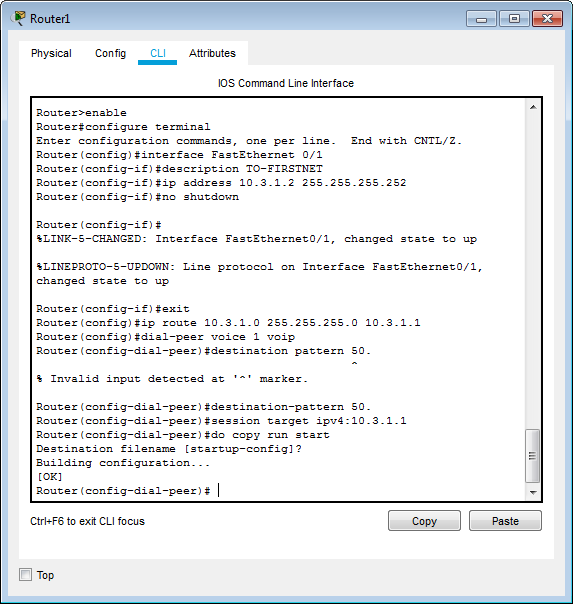 Router1
Physical Config CLI Attributes
IOS Command Line Interface
Router>enable
Router#configure terminal
Enter configuration commands, one per line.  End with CNTL/Z.
Router(config)#interface FastEthernet 0/1
Router(config-if)#description TO-FIRSTNET
Router(config-if)#ip address 10.3.1.2 255.255.255.252
Router(config-if)#no shutdown
Router(config-if)#
%LINK-5-CHANGED: Interface FastEthernet0/1, changed state to up
%LINEPROTO-5-UPDOWN: Line protocol on Interface FastEthernet0/1,
changed state to up
Router(config-if)#exit
Router(config)#ip route 10.3.1.0 255.255.255.0 10.3.1.1
Router(config)#dial-peer voice 1 voip
Router(config-dial-peer)#destination pattern 50.
^
% Invalid input detected at '^' marker.
Router(config-dial-peer)#destination-pattern 50.
Router(config-dial-peer)#session target ipv4:10.3.1.1
Router(config-dial-peer)#do copy run start
Destination filename [startup-config]?
Building configuration...
[OK]
Router(config-dial-peer)#
Ctrl+F6 to exit CLI focus
Copy Paste
Top